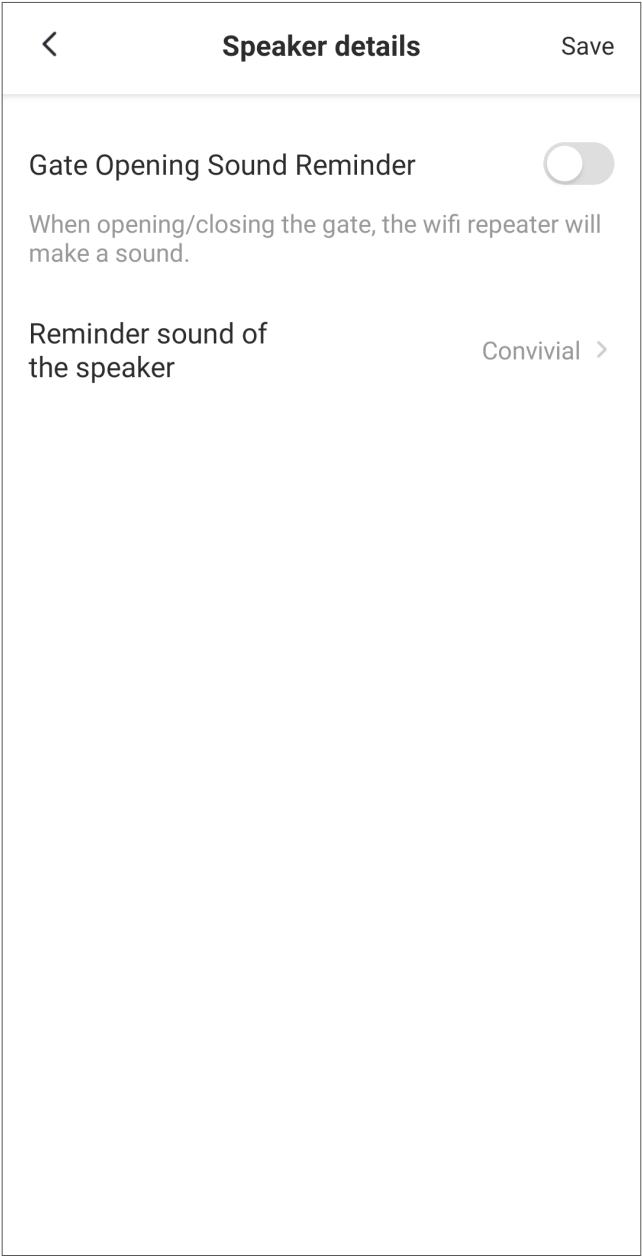 Speaker details
Save
Gate Opening Sound Reminder
When opening/closing the gate, the wifi repeater will
make a sound.
Reminder sound of
the speaker
Convivial